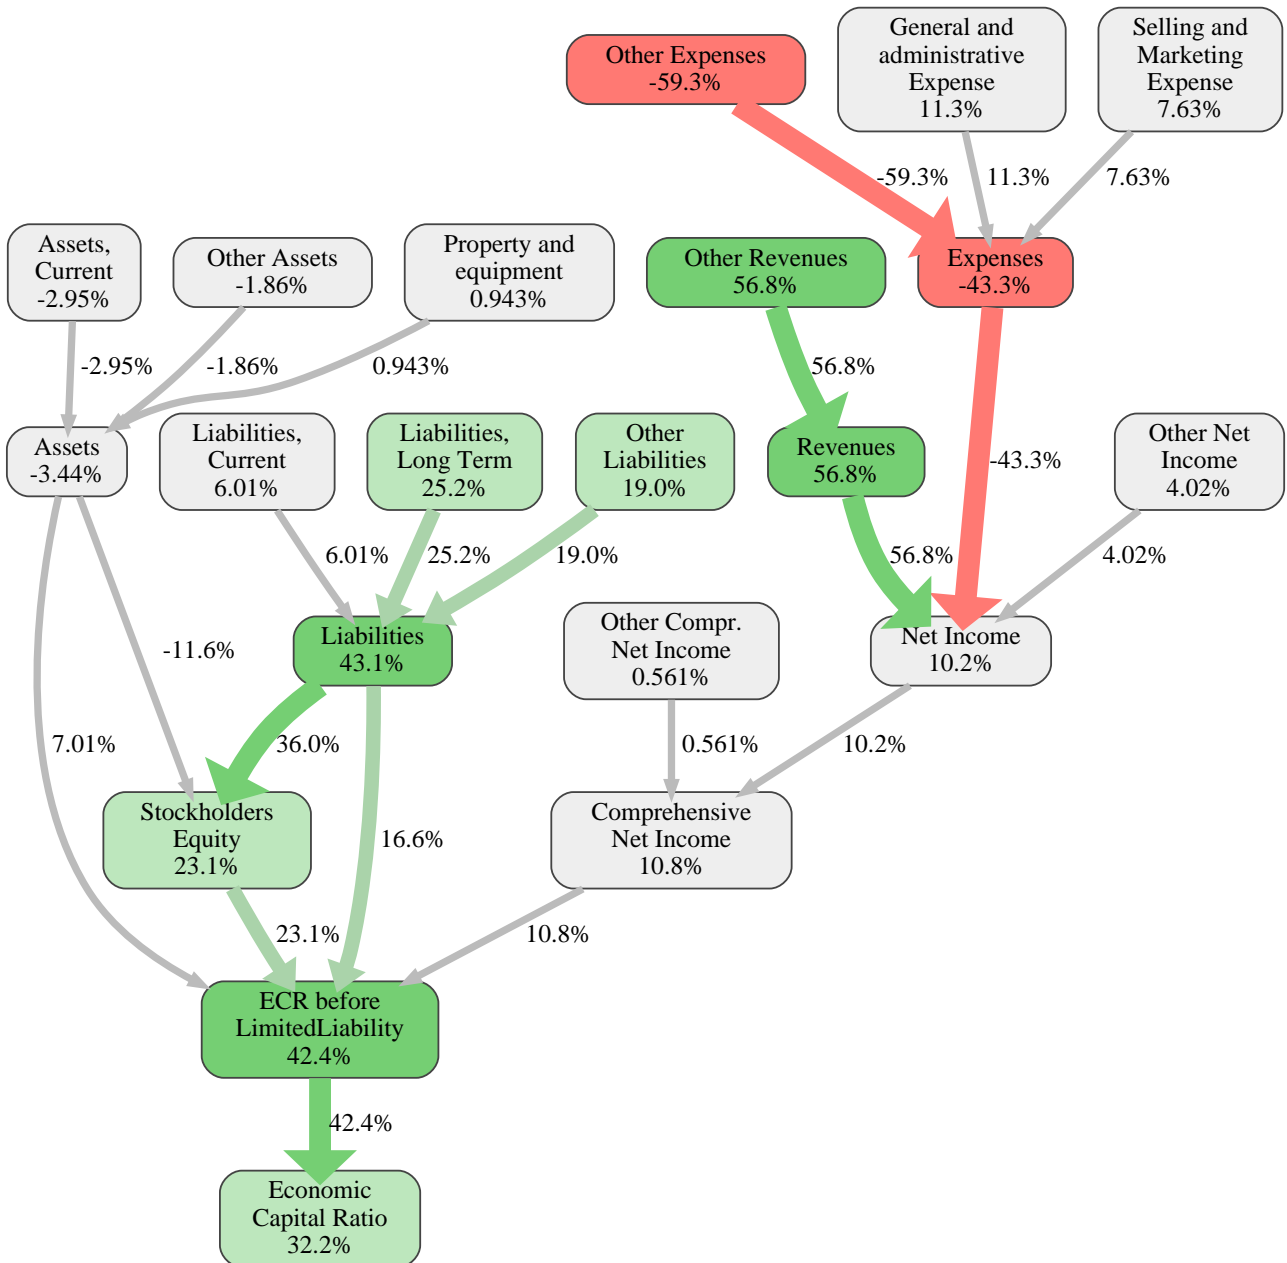 General and
administrative
Expense
11.3%
Selling and
Marketing
Expense
7.63%
Other Expenses
-59.3%
-59.3%
11.3%
7.63%
Assets,
Current
-2.95%
Other Assets
-1.86%
Property and
equipment
0.943%
Other Revenues
56.8%
Expenses
-43.3%
-2.95%
-1.86%
0.943%
56.8%
Assets
-3.44%
Liabilities,
Current
6.01%
Liabilities,
Long Term
25.2%
Other
Liabilities
19.0%
Revenues
56.8%
-43.3%
Other Net
Income
4.02%
6.01%
25.2%
19.0%
56.8%
4.02%
Liabilities
43.1%
Other Compr.
Net Income
0.561%
Net Income
10.2%
-11.6%
7.01%
36.0%
0.561%
10.2%
Stockholders
Equity
23.1%
16.6%
Comprehensive
Net Income
10.8%
23.1%
10.8%
ECR before
LimitedLiability
42.4%
42.4%
Economic
Capital Ratio
32.2%